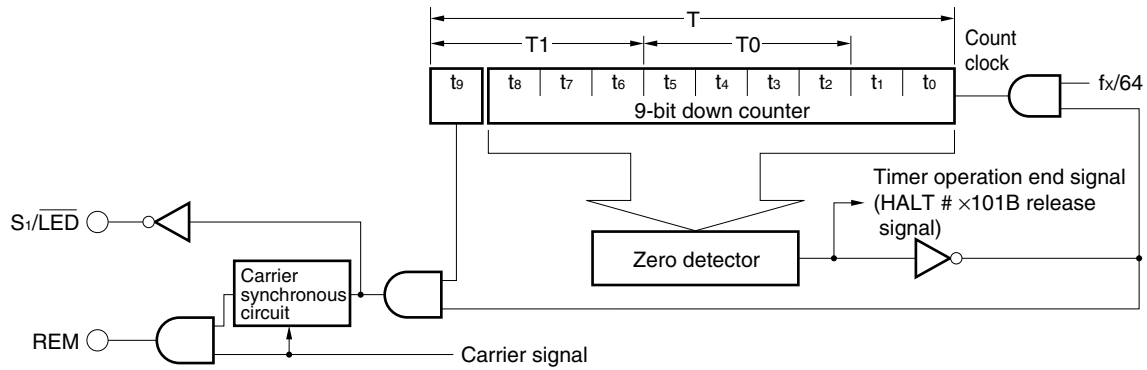 T
T1
T0
Count
clock
t9 t8 t7 t6 t5 t4 t3 t2 t1 t0
fx/64
9-bit down counter
Timer operation end signal
(HALT # ×101B release
signal)
S1/LED
Zero detector
Carrier
synchronous
circuit
REM
Carrier signal